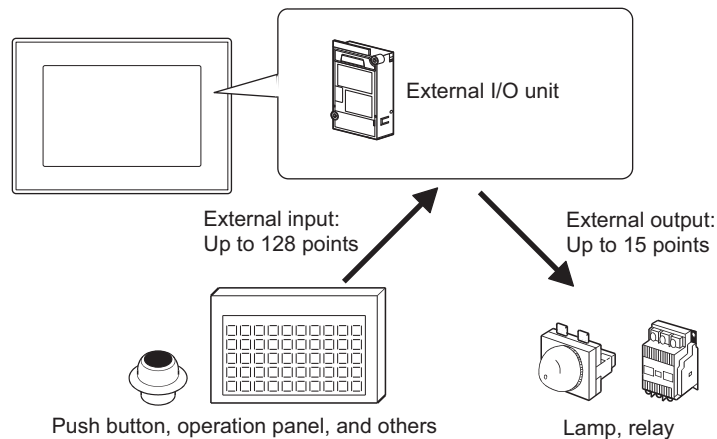 External I/O unit
External input:
Up to 128 points
External output:
Up to 15 points
Push button, operation panel, and others
Lamp, relay